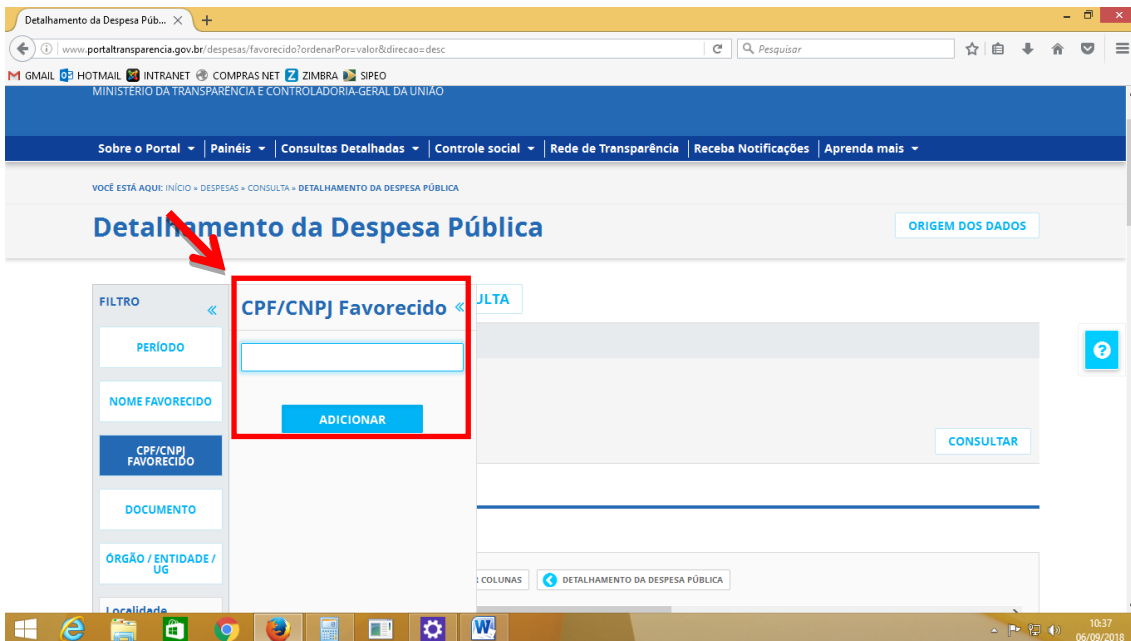 Detalhamento da Despesa Púb...
www.portaltransparencia.gov.br/despesas/favorecido?ordenarPor=valor&direcao=desc
Pesquisar
GMAIL HOTMAIL INTRANET COMPRAS NET ZIMBRA SIPEO
MINISTÉRIO DA TRANSPARÊNCIA E CONTROLADORIA-GERAL DA UNIÃO
Sobre o Portal Painéis Consultas Detalhadas Controle social Rede de Transparência Receba Notificações Aprenda mais
VOCÊ ESTÁ AQUI: INÍCIO » DESPESAS » CONSULTA » DETALHAMENTO DA DESPESA PÚBLICA
Detalhamento da Despesa Pública
ORIGEM DOS DADOS
FILTRO
CPF/CNPJ Favorecido
ULTA
PERÍODO
NOME FAVORECIDO
ADICIONAR
CPF/CNPJ
FAVORECIDO
CONSULTAR
DOCUMENTO
ÓRGÃO / ENTIDADE /
UG
COLUNAS
DETALHAMENTO DA DESPESA PÚBLICA
Localidade
10:37
06/09/2018